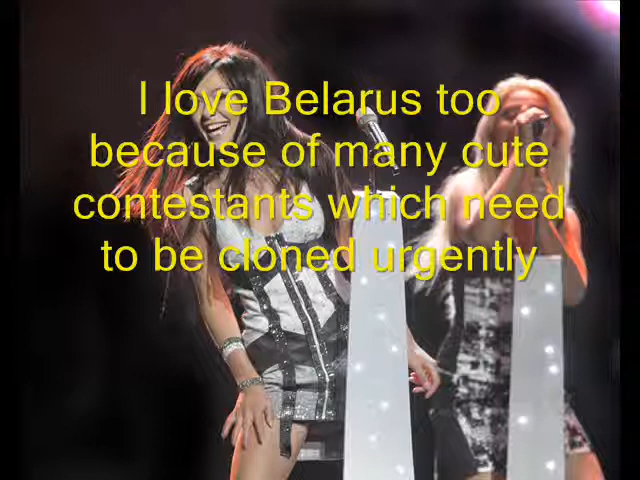 I love Belarus too
because of many cute
contestants which need
to be cloned urgently